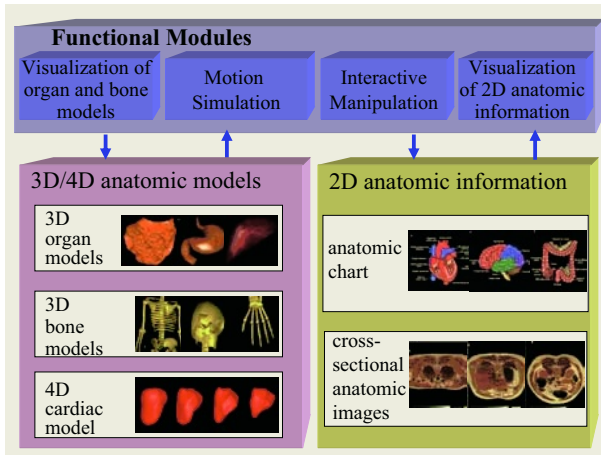 Functional Modules
Visualization of
organ and bone
models
Motion
Simulation
Interactive
Manipulation
Visualization
of 2D anatomic
information
3D/4D anatomic models
3D
organ
models
3D
bone
models
4D
cardiac
model
2D anatomic information
anatomic
chart
cross-
sectional
anatomic
images